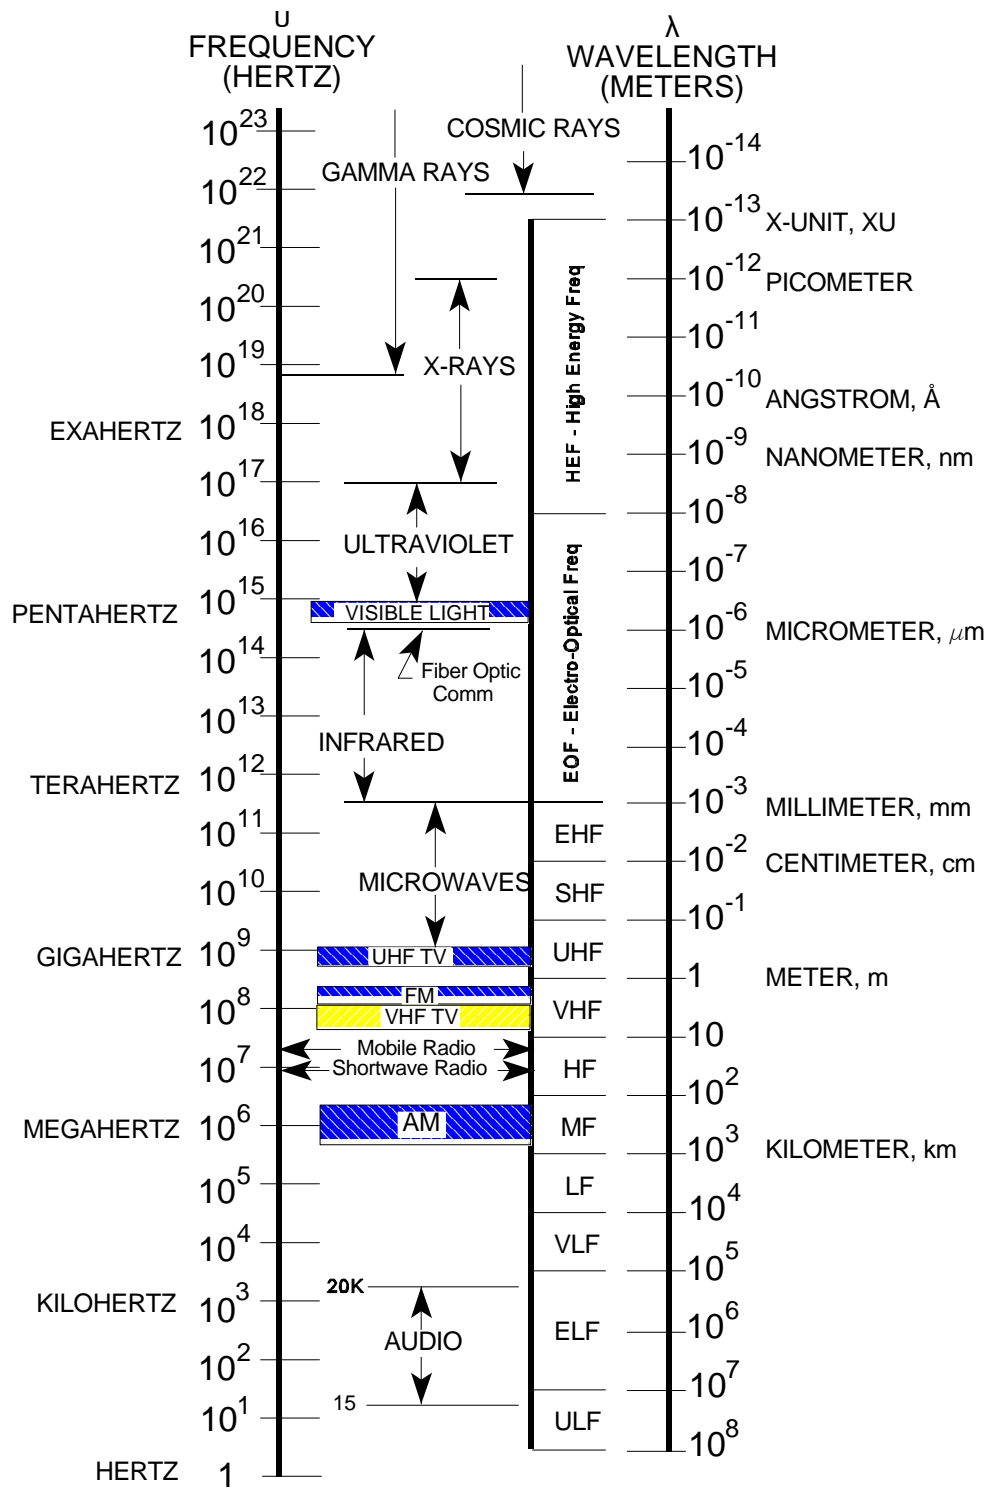 υ
FREQUENCY
(HERTZ)
λ
WAVELENGTH
(METERS)
COSMIC RAYS
10^23
10^-14
GAMMA RAYS
10^22
10^-13 X-UNIT, XU
10^21
10^-12 PICOMETER
10^20
10^-11
10^19
X-RAYS
HEF - High Energy Freq
10^-10 ANGSTROM, Å
EXAHERTZ 10^18
10^-9 NANOMETER, nm
10^17
10^-8
10^16
ULTRAVIOLET
10^-7
PENTAHERTZ 10^15
VISIBLE LIGHT
10^-6 MICROMETER, μm
10^14
Fiber Optic
Comm
EOF - Electro-Optical Freq
10^-5
10^13
INFRARED
10^-4
TERAHERTZ 10^12
10^-3 MILLIMETER, mm
10^11
EHF
10^-2 CENTIMETER, cm
10^10
MICROWAVES
SHF
10^-1
GIGAHERTZ 10^9
UHF TV
UHF
1 METER, m
FM
10^8
VHF TV
VHF
10
Mobile Radio
10^7
Shortwave Radio
HF
10^2
MEGAHERTZ 10^6
AM
MF
10^3 KILOMETER, km
10^5
LF
10^4
10^4
VLF
10^5
20K
KILOHERTZ 10^3
ELF
10^6
AUDIO
10^2
10^7
15
10^1
ULF
10^8
HERTZ 1